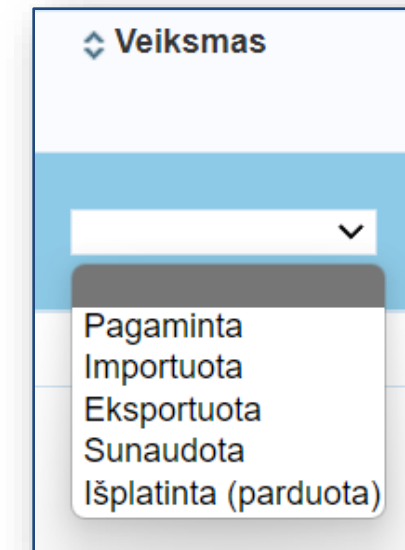 Veiksmas
Pagaminta
Importuota
Eksportuota
Sunaudota
Išplatinta (parduota)